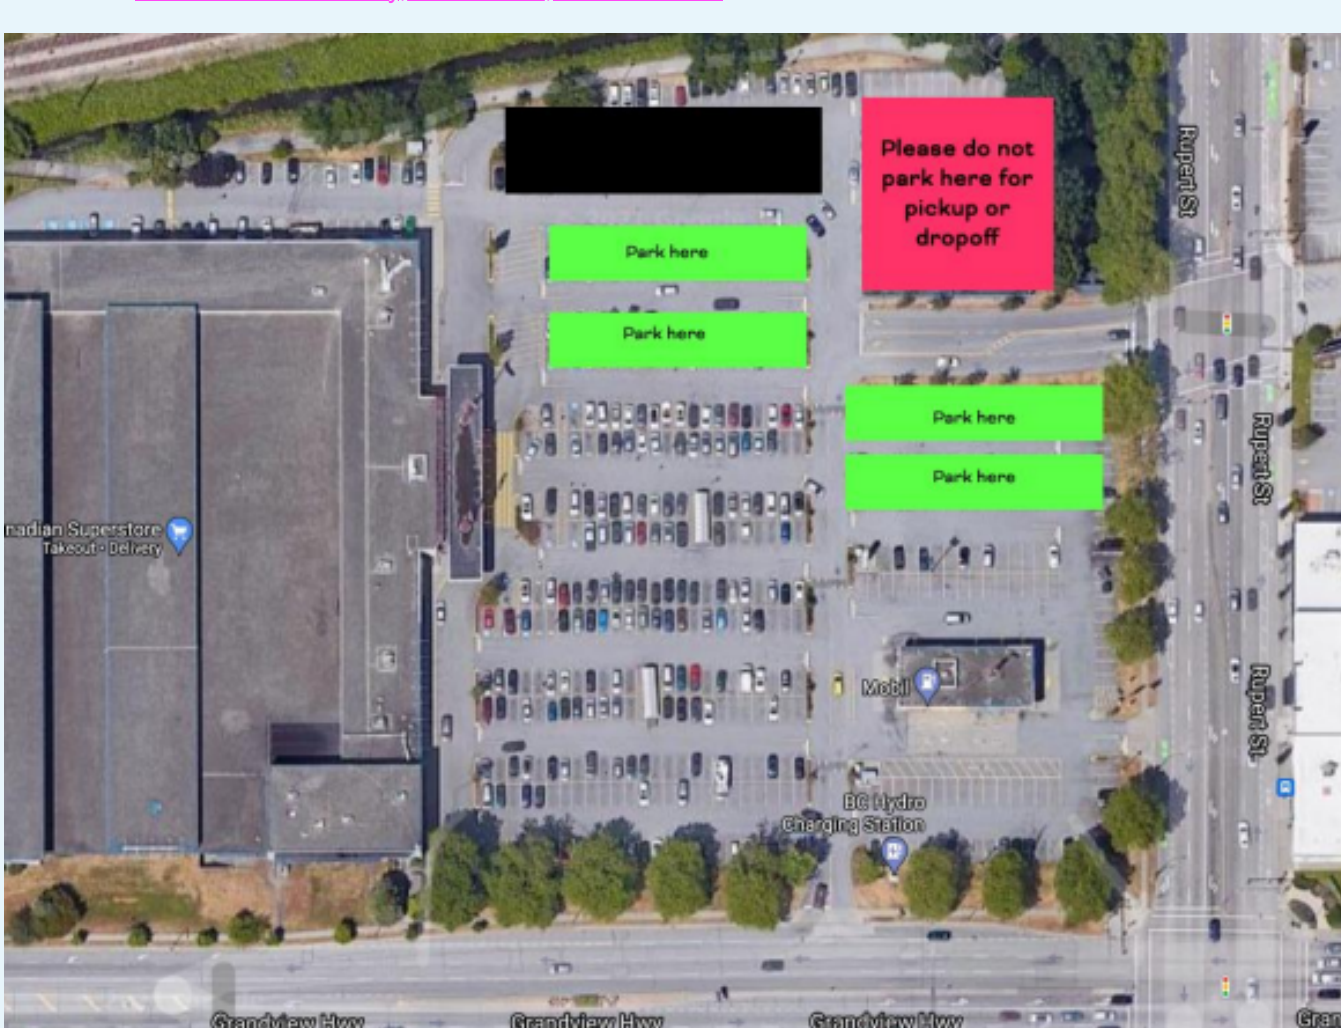 Please do not
park here for
pickup or
dropoff
Rupert St
Park here
Park here
Park here
Park here
Rupert St
nadian Superstore
Takeout • Delivery
Mobil
Rupert St
BC Hydro
Charging Station
Grandview Hwy
Grandview Hwy
Grandview Hwy
Gra